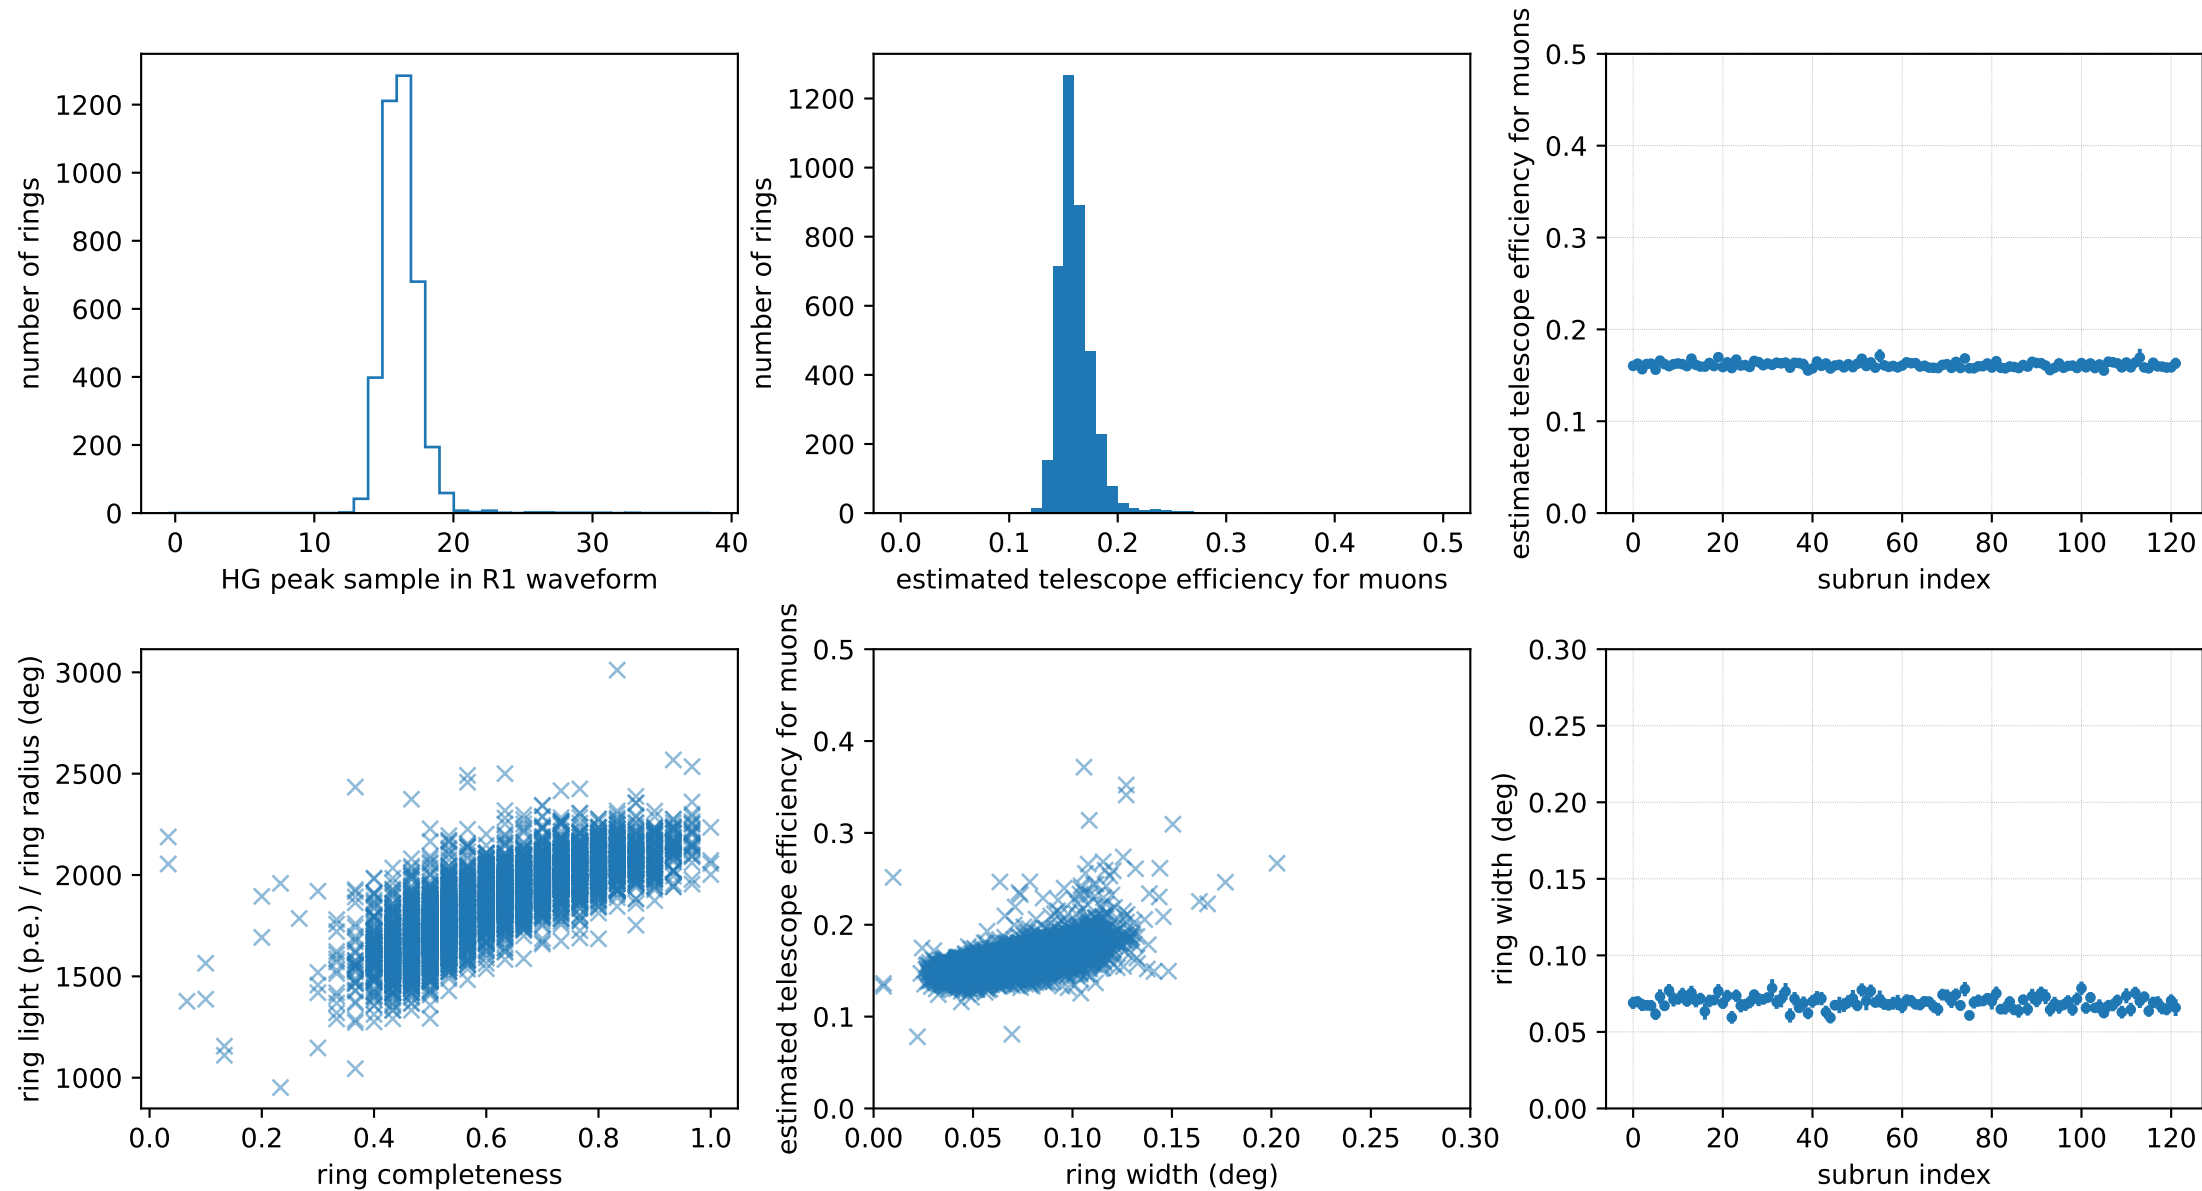 number of rings
1200
1000
800
600
400
200
0
0 10 20 30 40
HG peak sample in R1 waveform
number of rings
1200
1000
800
600
400
200
0
0.0 0.1 0.2 0.3 0.4 0.5
estimated telescope efficiency for muons
estimated telescope efficiency for muons
0.5
0.4
0.3
0.2
0.1
0.0
0 20 40 60 80 100 120
subrun index
ring light (p.e.) / ring radius (deg)
3000
2500
2000
1500
1000
0.0 0.2 0.4 0.6 0.8 1.0
ring completeness
estimated telescope efficiency for muons
0.5
0.4
0.3
0.2
0.1
0.0
0.00 0.05 0.10 0.15 0.20 0.25 0.30
ring width (deg)
ring width (deg)
0.30
0.25
0.20
0.15
0.10
0.05
0.00
0 20 40 60 80 100 120
subrun index